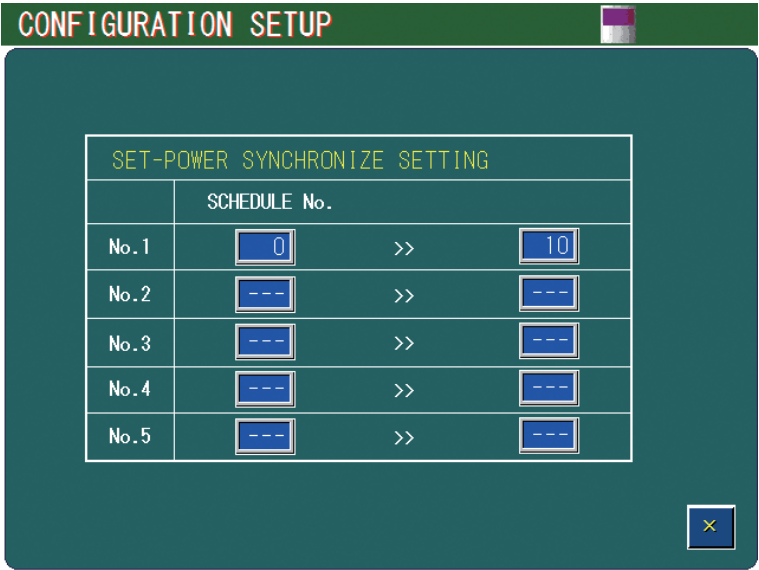 CONFIGURATION SETUP
SET-POWER SYNCHRONIZE SETTING
SCHEDULE No.
No.1 0 >> 10
No.2 --- >> ---
No.3 --- >> ---
No.4 --- >> ---
No.5 --- >> ---
×